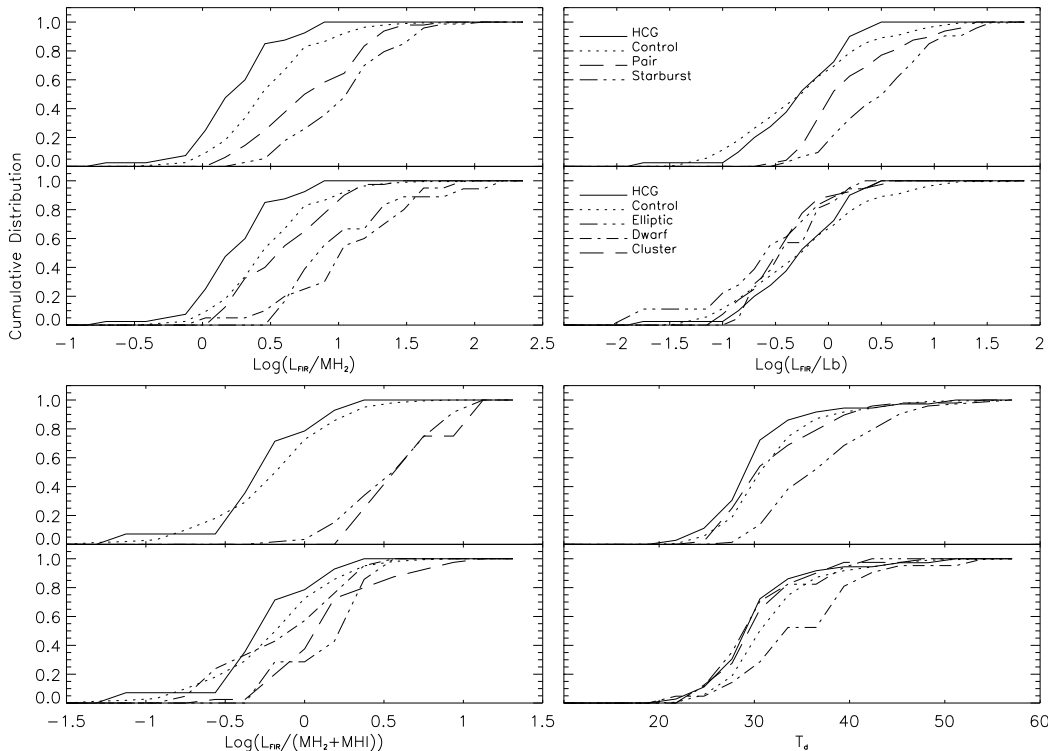 1.0
0.8
0.6
0.4
0.2
0.0
HCG
Control
Pair
Starburst
1.0
0.8
0.6
0.4
0.2
0.0
HCG
Control
Elliptic
Dwarf
Cluster
Cumulative Distribution
-1 -0.5 0 0.5 1.0 1.5 2.0 2.5
Log(L_FIR/MH₂)
-2 -1.5 -1 -0.5 0.0 0.5 1 1.5 2
Log(L_FIR/Lb)
1.0
0.8
0.6
0.4
0.2
0.0
1.0
0.8
0.6
0.4
0.2
0.0
-1.5 -1 -0.5 0 0.5 1 1.5
Log(L_FIR/(MH₂+MHI))
20 30 40 50 60
T_d